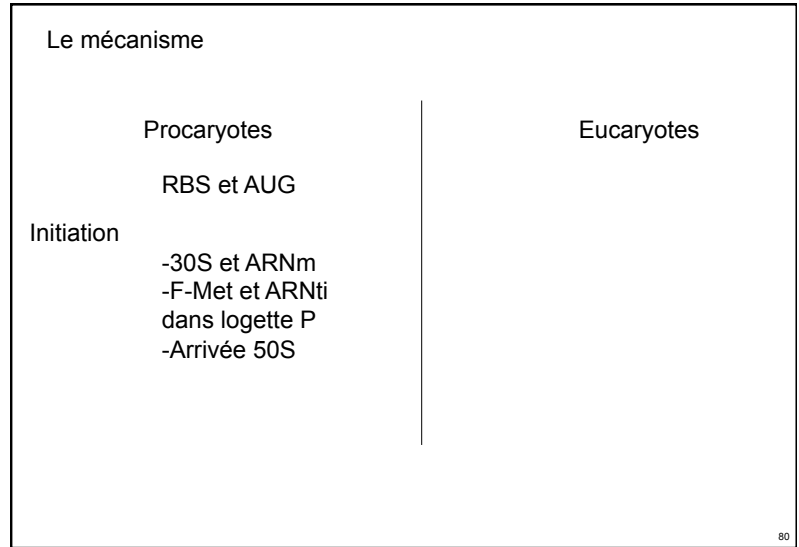 Le mécanisme
Procaryotes
Eucaryotes
RBS et AUG
Initiation
-30S et ARNm
-F-Met et ARNti
dans logette P
-Arrivée 50S
80